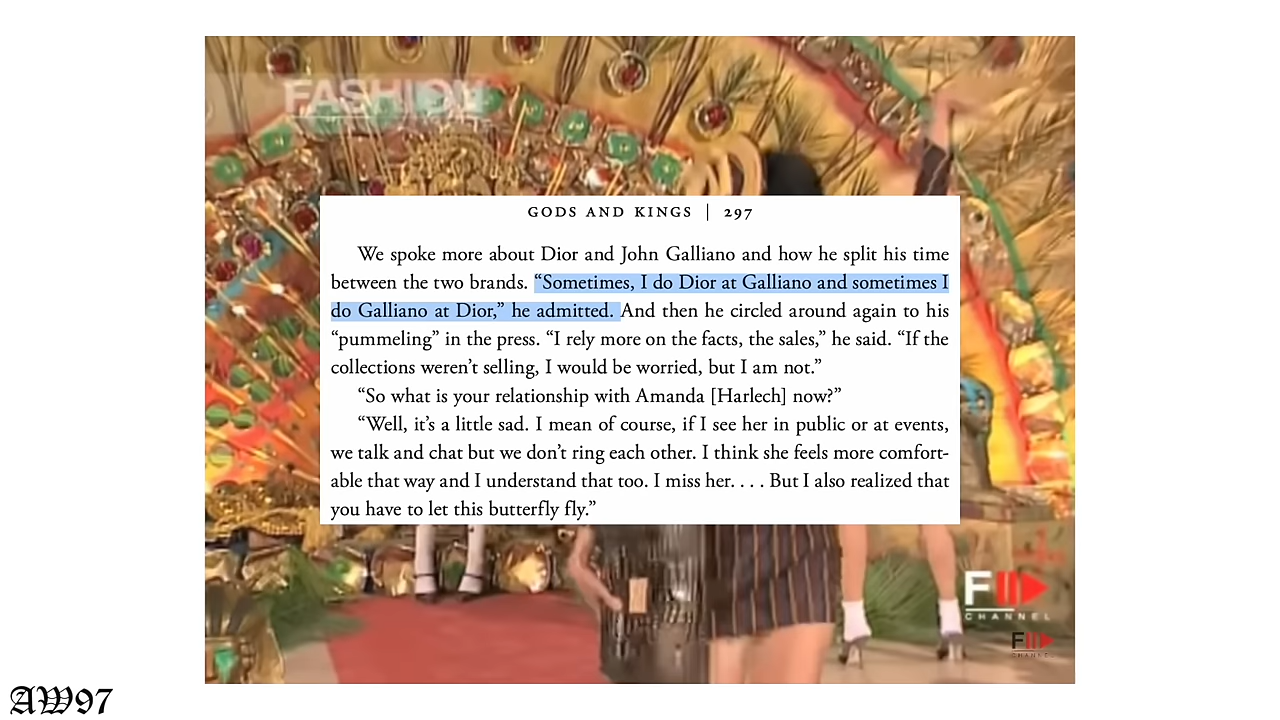 FASHION
GODS AND KINGS | 297
We spoke more about Dior and John Galliano and how he split his time
between the two brands. “Sometimes, I do Dior at Galliano and sometimes I
do Galliano at Dior,” he admitted. And then he circled around again to his
“pummeling” in the press. “I rely more on the facts, the sales,” he said. “If the
collections weren’t selling, I would be worried, but I am not.”
“So what is your relationship with Amanda [Harlech] now?”
“Well, it’s a little sad. I mean of course, if I see her in public or at events,
we talk and chat but we don’t ring each other. I think she feels more comfort-
able that way and I understand that too. I miss her. . . . But I also realized that
you have to let this butterfly fly.”
F
CHANNEL
F
CHANNEL
AW97